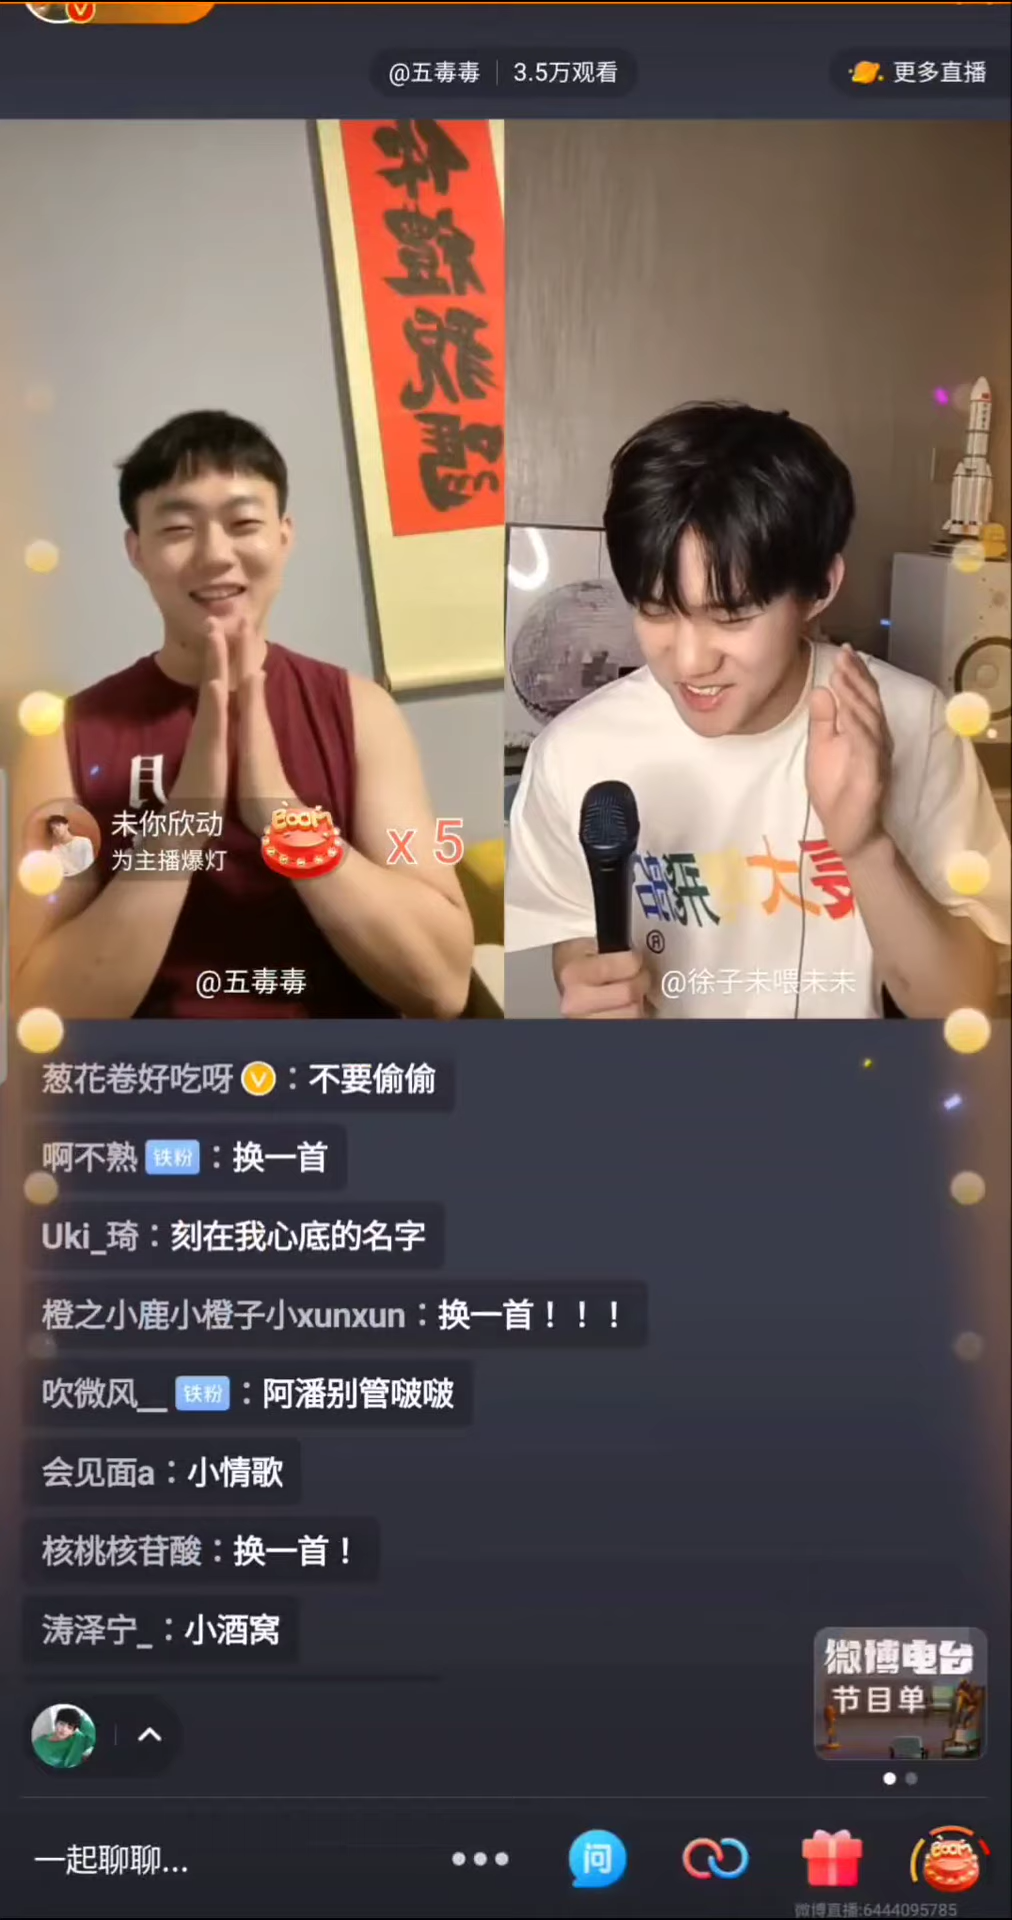 @五毒毒 3.5万观看
更多直播
你
礼
貌
吗
未你欣动
为主播爆灯
BOOM
x 5
@五毒毒
@徐子未喂未未
葱花卷好吃呀：不要偷偷
啊不熟 铁粉：换一首
Uki_琦：刻在我心底的名字
橙之小鹿小橙子小xunxun：换一首！！！
吹微风__ 铁粉：阿潘别管啵啵
会见面a：小情歌
核桃核苷酸：换一首！
涛泽宁_：小酒窝
微博电台
节目单
一起聊聊...
问
BOOM
微博直播:6444095785